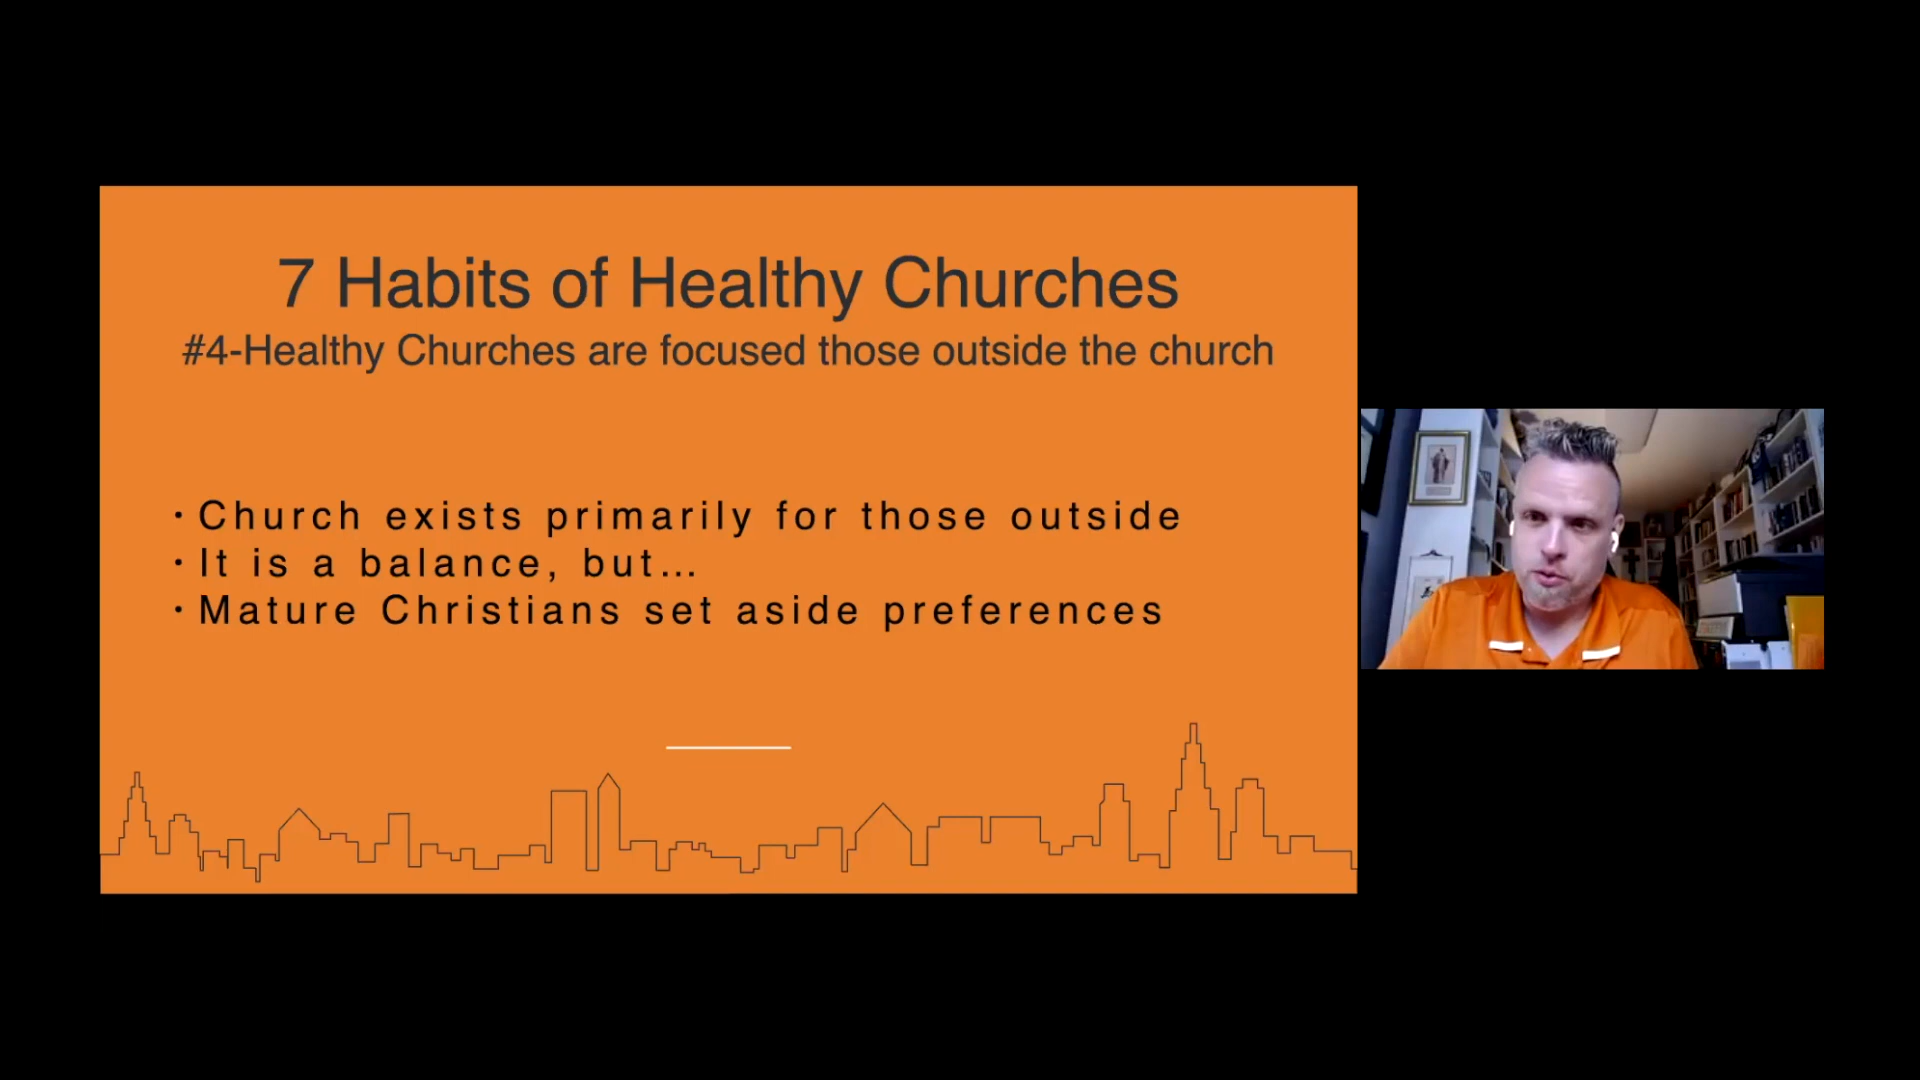 7 Habits of Healthy Churches
#4-Healthy Churches are focused those outside the church
• Church exists primarily for those outside
• It is a balance, but…
• Mature Christians set aside preferences